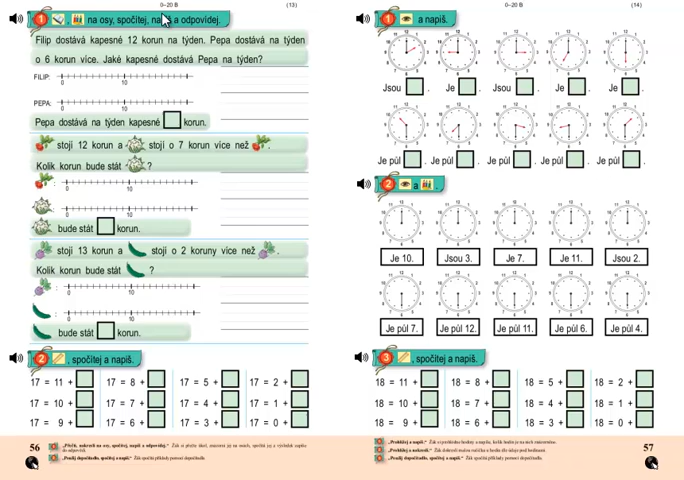 0–20 B (13)
1 na osy, spočítej, napiš a odpovídej.
Filip dostává kapesné 12 korun na týden. Pepa dostává na týden
o 6 korun více. Jaké kapesné dostává Pepa na týden?
FILIP:
0 10
PEPA:
0 10
Pepa dostává na týden kapesné korun.
stojí 12 korun a stojí o 7 korun více než .
Kolik korun bude stát ?
:
0 10
:
0 10
bude stát korun.
stojí 13 korun a stojí o 2 koruny více než .
Kolik korun bude stát ?
:
0 10
:
0 10
bude stát korun.
2 , spočítej a napiš.
17 = 11 + 17 = 8 + 17 = 5 + 17 = 2 +
17 = 10 + 17 = 7 + 17 = 4 + 17 = 1 +
17 = 9 + 17 = 6 + 17 = 3 + 17 = 0 +
56
0–20 B (14)
1 a napiš.
Jsou . Je . Jsou . Je . Je .
Je půl . Je půl . Je půl . Je půl . Je půl .
2 a .
Je 10. Jsou 3. Je 7. Je 11. Jsou 2.
Je půl 7. Je půl 12. Je půl 11. Je půl 6. Je půl 4.
3 , spočítej a napiš.
18 = 11 + 18 = 8 + 18 = 5 + 18 = 2 +
18 = 10 + 18 = 7 + 18 = 4 + 18 = 1 +
18 = 9 + 18 = 6 + 18 = 3 + 18 = 0 +
57